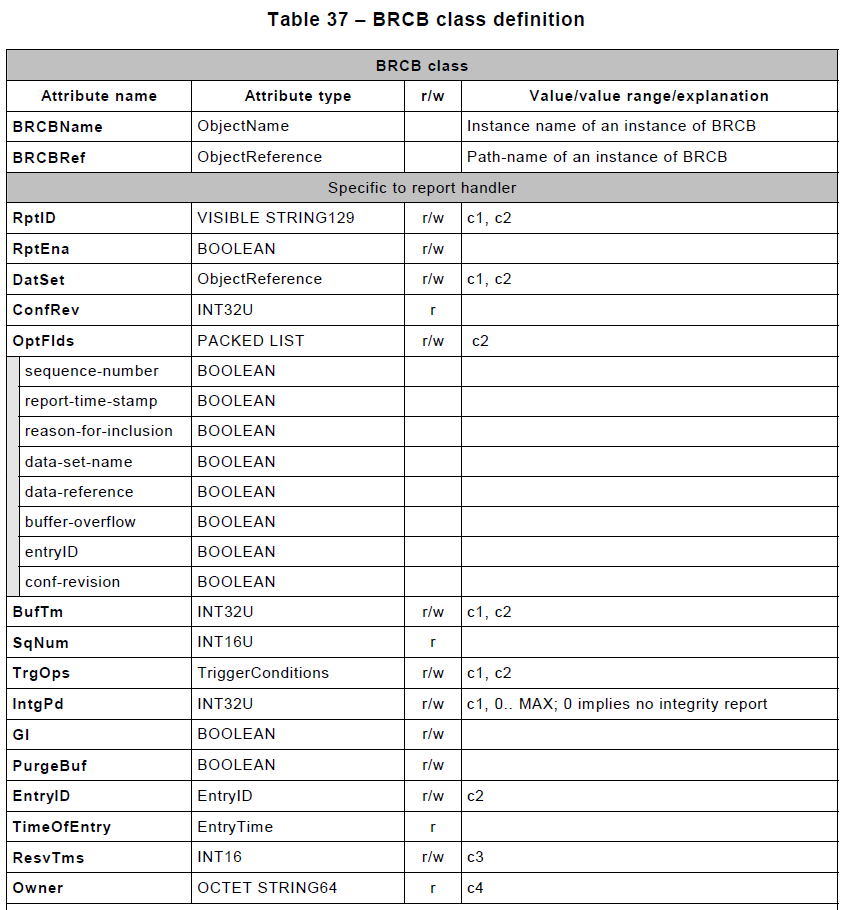 Table 37 – BRCB class definition
BRCB class
Attribute name Attribute type r/w Value/value range/explanation
BRCBName ObjectName Instance name of an instance of BRCB
BRCBRef ObjectReference Path-name of an instance of BRCB
Specific to report handler
RptID VISIBLE STRING129 r/w c1, c2
RptEna BOOLEAN r/w
DatSet ObjectReference r/w c1, c2
ConfRev INT32U r
OptFlds PACKED LIST r/w c2
sequence-number BOOLEAN
report-time-stamp BOOLEAN
reason-for-inclusion BOOLEAN
data-set-name BOOLEAN
data-reference BOOLEAN
buffer-overflow BOOLEAN
entryID BOOLEAN
conf-revision BOOLEAN
BufTm INT32U r/w c1, c2
SqNum INT16U r
TrgOps TriggerConditions r/w c1, c2
IntgPd INT32U r/w c1, 0.. MAX; 0 implies no integrity report
GI BOOLEAN r/w
PurgeBuf BOOLEAN r/w
EntryID EntryID r/w c2
TimeOfEntry EntryTime r
ResvTms INT16 r/w c3
Owner OCTET STRING64 r c4